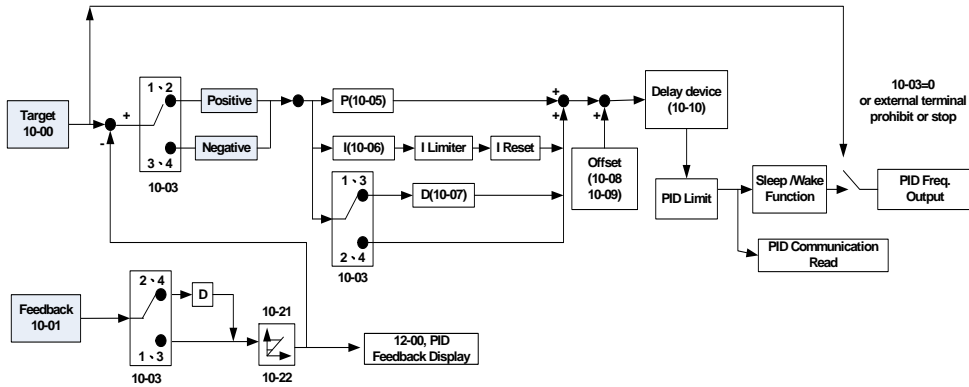 10-03=0
or external terminal
prohibit or stop
Target
10-00
+
-
1、2
3、4
10-03
Positive
Negative
P(10-05)
I(10-06)
I Limiter
I Reset
1、3
2、4
10-03
D(10-07)
+
+
+
Offset
(10-08
10-09)
Delay device
(10-10)
PID Limit
Sleep /Wake
Function
PID Freq.
Output
PID Communication
Read
Feedback
10-01
2、4
1、3
10-03
D
10-21
10-22
12-00, PID
Feedback Display